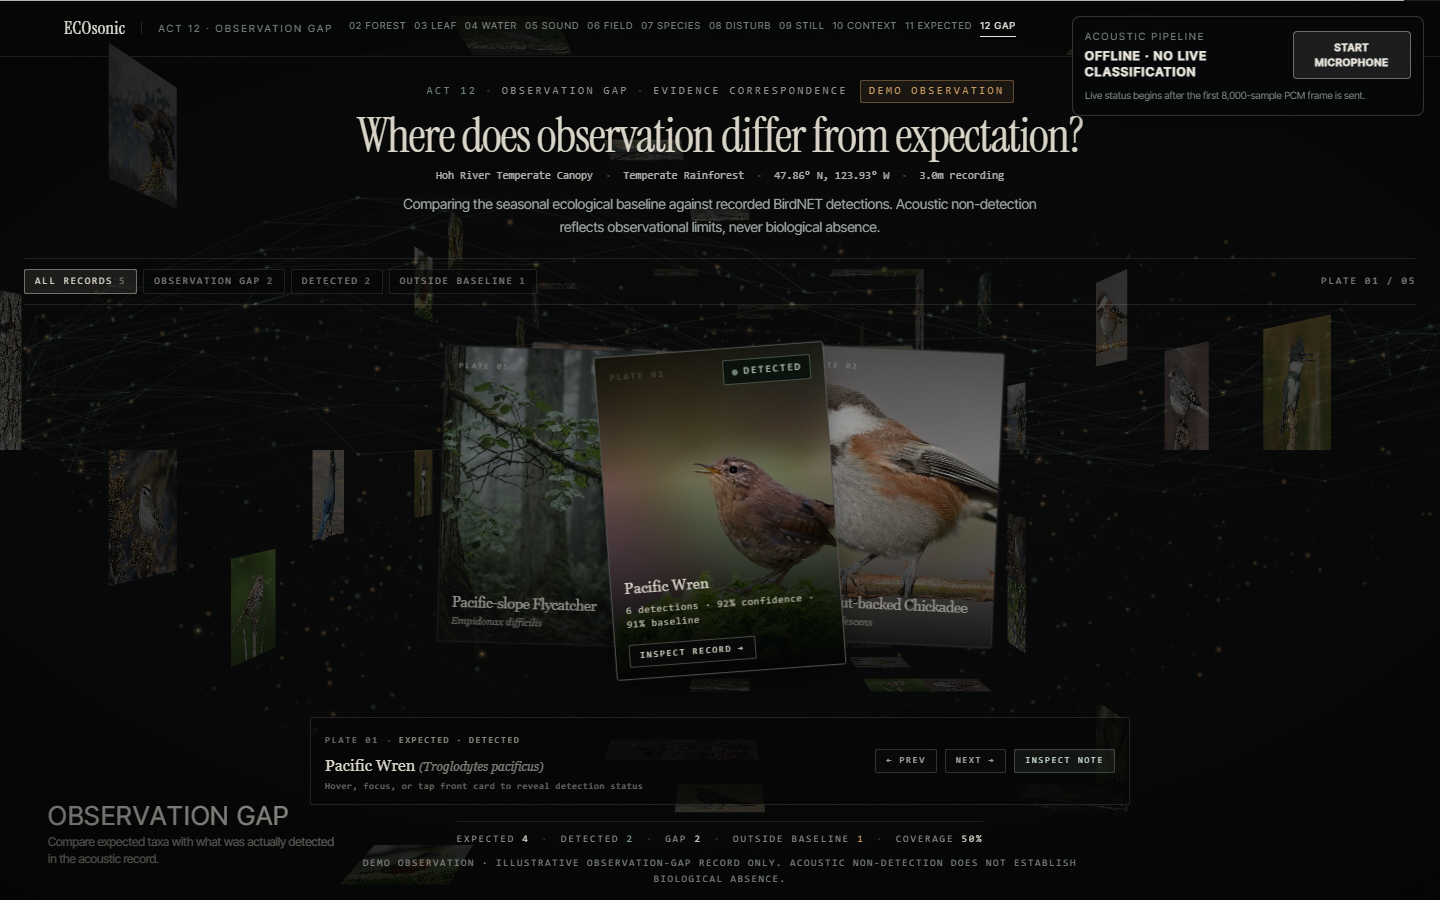 ECOsonic
ACT 12 · OBSERVATION GAP
02 FOREST 03 LEAF 04 WATER 05 SOUND 06 FIELD 07 SPECIES 08 DISTURB 09 STILL 10 CONTEXT 11 EXPECTED 12 GAP
ACOUSTIC PIPELINE
OFFLINE · NO LIVE
CLASSIFICATION
START
MICROPHONE
Live status begins after the first 8,000-sample PCM frame is sent.
ACT 12 · OBSERVATION GAP · EVIDENCE CORRESPONDENCE DEMO OBSERVATION
Where does observation differ from expectation?
Hoh River Temperate Canopy · Temperate Rainforest · 47.86° N, 123.93° W · 3.0m recording
Comparing the seasonal ecological baseline against recorded BirdNET detections. Acoustic non-detection
reflects observational limits, never biological absence.
ALL RECORDS 5 OBSERVATION GAP 2 DETECTED 2 OUTSIDE BASELINE 1
PLATE 01 / 05
PLATE 05
Pacific-slope Flycatcher
Empidonax difficilis
PLATE 01
DETECTED
Pacific Wren
6 detections · 92% confidence ·
91% baseline
INSPECT RECORD →
TE 02
ut-backed Chickadee
escens
PLATE 01 · EXPECTED · DETECTED
Pacific Wren (Troglodytes pacificus)
Hover, focus, or tap front card to reveal detection status
← PREV
NEXT →
INSPECT NOTE
OBSERVATION GAP
Compare expected taxa with what was actually detected
in the acoustic record.
EXPECTED 4 · DETECTED 2 · GAP 2 · OUTSIDE BASELINE 1 · COVERAGE 50%
DEMO OBSERVATION · ILLUSTRATIVE OBSERVATION-GAP RECORD ONLY. ACOUSTIC NON-DETECTION DOES NOT ESTABLISH
BIOLOGICAL ABSENCE.